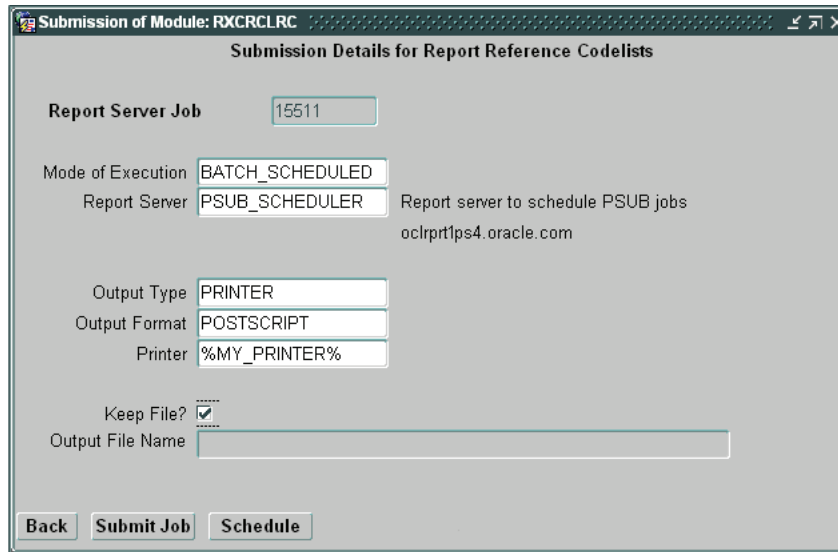 Submission of Module: RXCRCLRC
Submission Details for Report Reference Codelists
Report Server Job 15511
Mode of Execution BATCH_SCHEDULED
Report Server PSUB_SCHEDULER Report server to schedule PSUB jobs
oclrprt1ps4.oracle.com
Output Type PRINTER
Output Format POSTSCRIPT
Printer %MY_PRINTER%
Keep File?
Output File Name
Back Submit Job Schedule